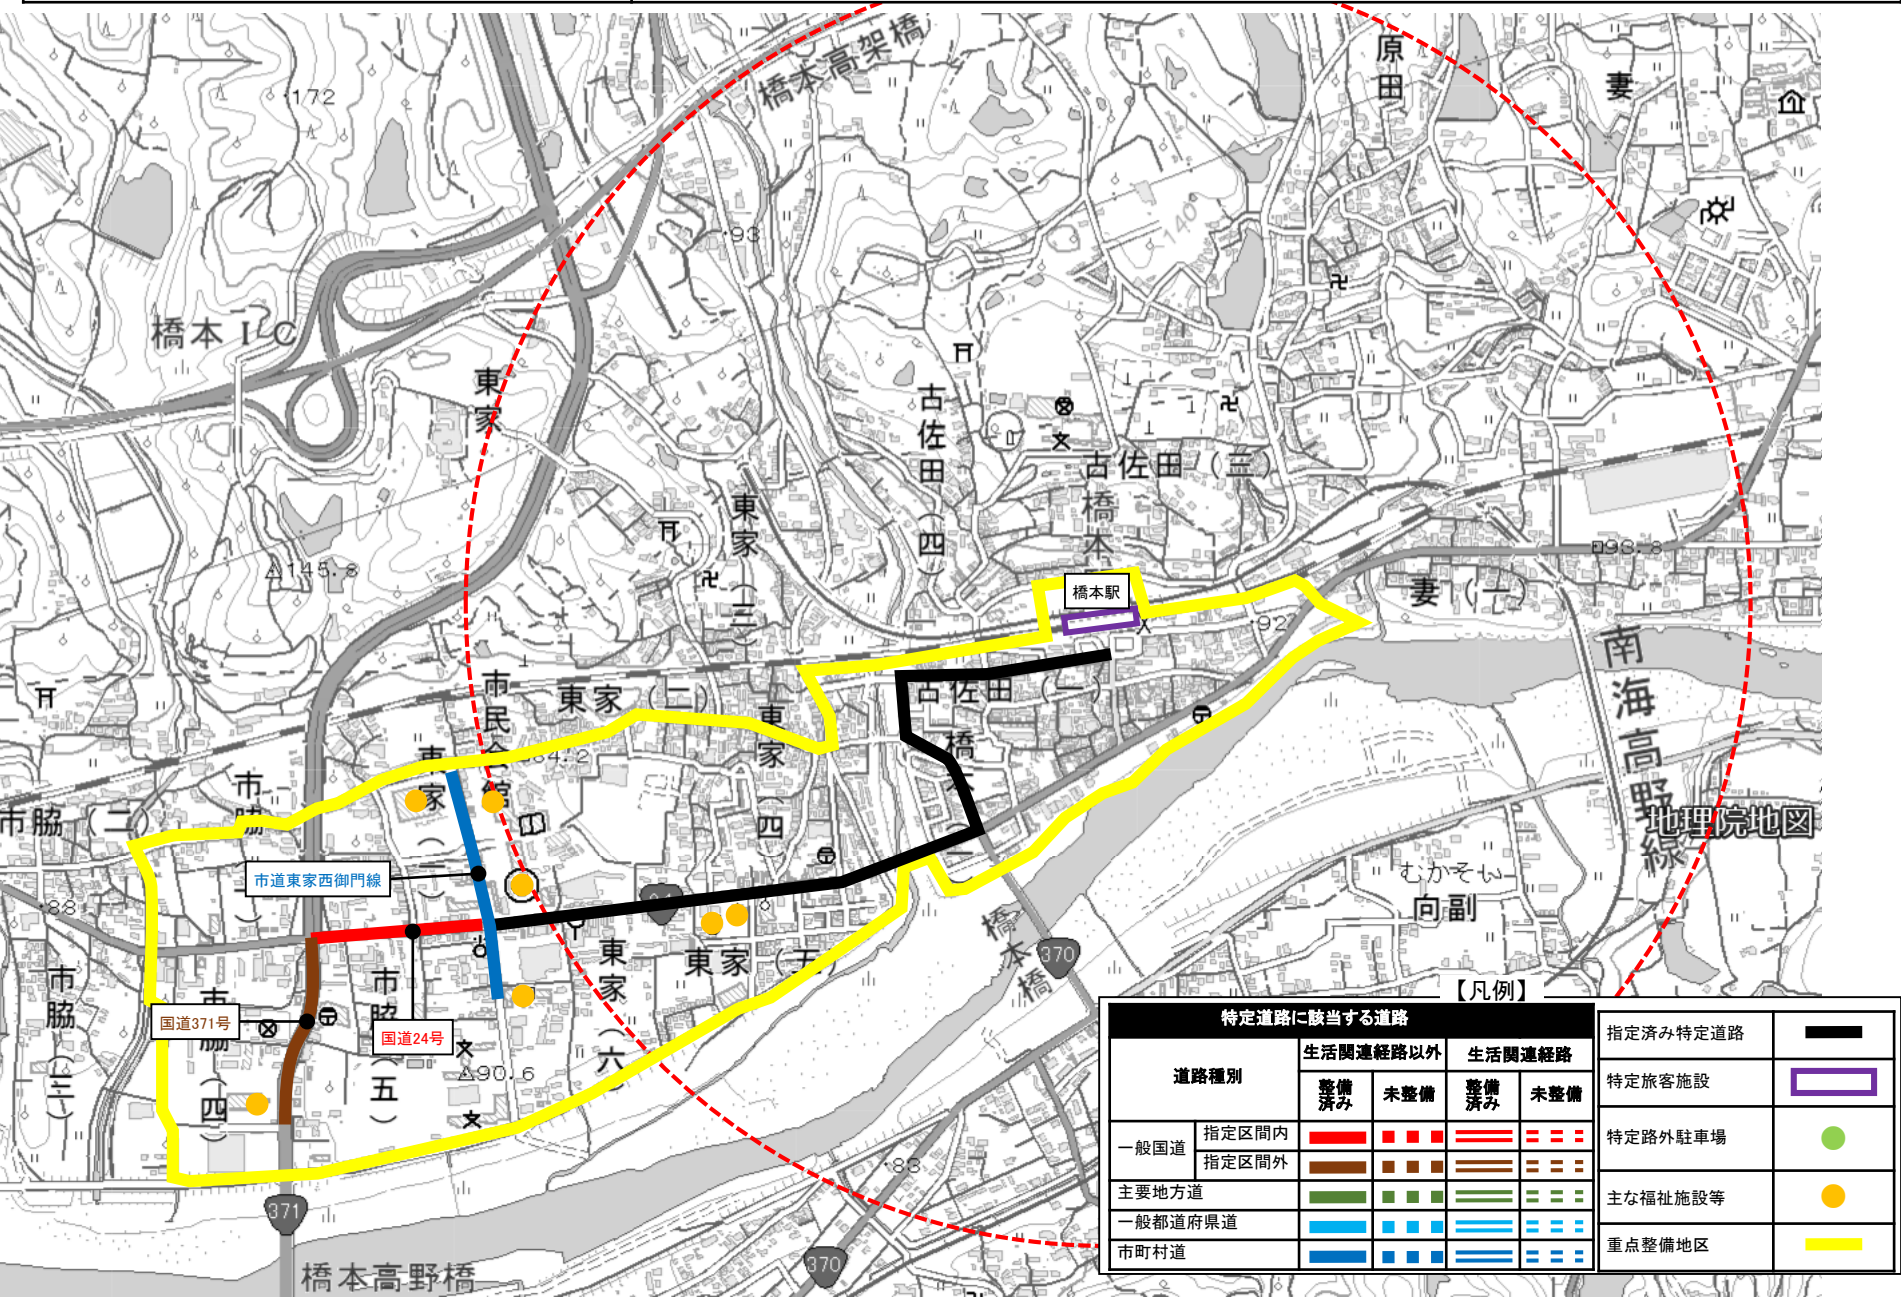 橋本高架橋
原田
妻
・172
・93
140°
橋本IC
東家
古佐田(四)
古佐田(三)
橋本
東家(三)
△145.8
98.8
橋本駅
・92
妻(一)
南海高野線
市民会館
東家(二)
東家(四)
古佐田(一)
橋本(一)
84.2
東家(一)
市脇(二)
市脇(一)
地理院地図
市道東家西御門線
むかそい
向副
・88
橋本橋
370
東家(五)
東家(六)
市脇(三)
市脇(四)
市脇(五)
国道371号
国道24号
△90.6
・83
371
370
橋本高野橋
【凡例】
特定道路に該当する道路
道路種別
生活関連経路以外
生活関連経路
整備済み
未整備
整備済み
未整備
一般国道
指定区間内
指定区間外
主要地方道
一般都道府県道
市町村道
指定済み特定道路
特定旅客施設
特定路外駐車場
主な福祉施設等
重点整備地区